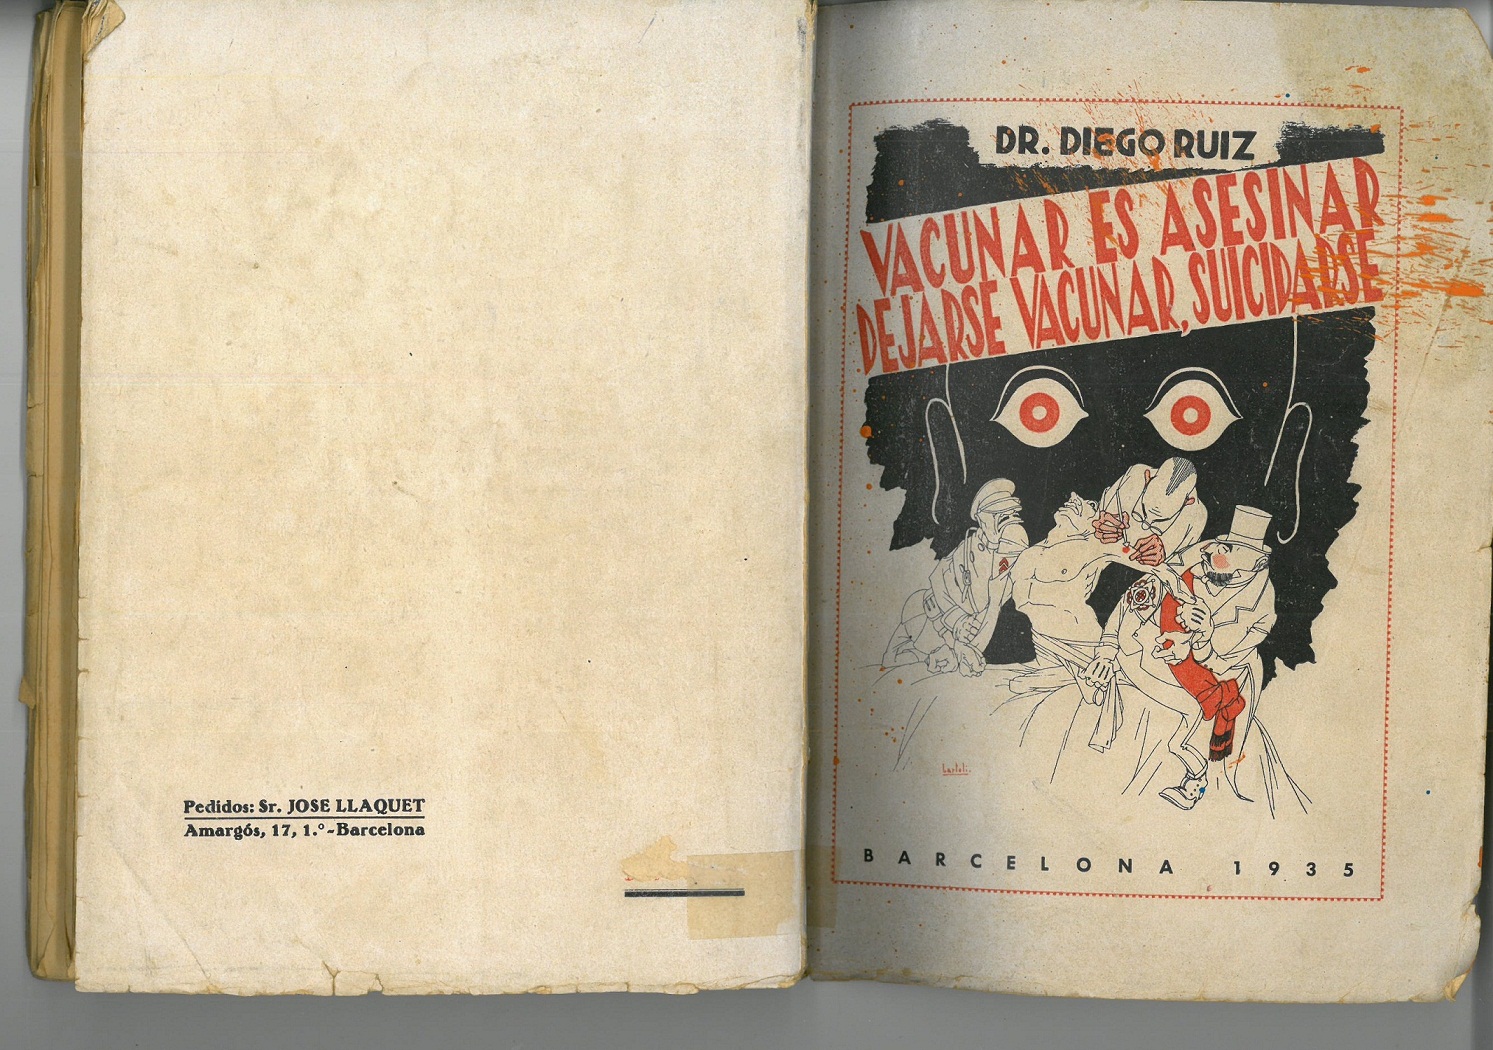 Pedidos: Sr. JOSE LLAQUET
Amargós, 17, 1.º-Barcelona
DR. DIEGO RUIZ
VACUNAR ES ASESINAR
DEJARSE VACUNAR, SUICIDARSE
BARCELONA 1935